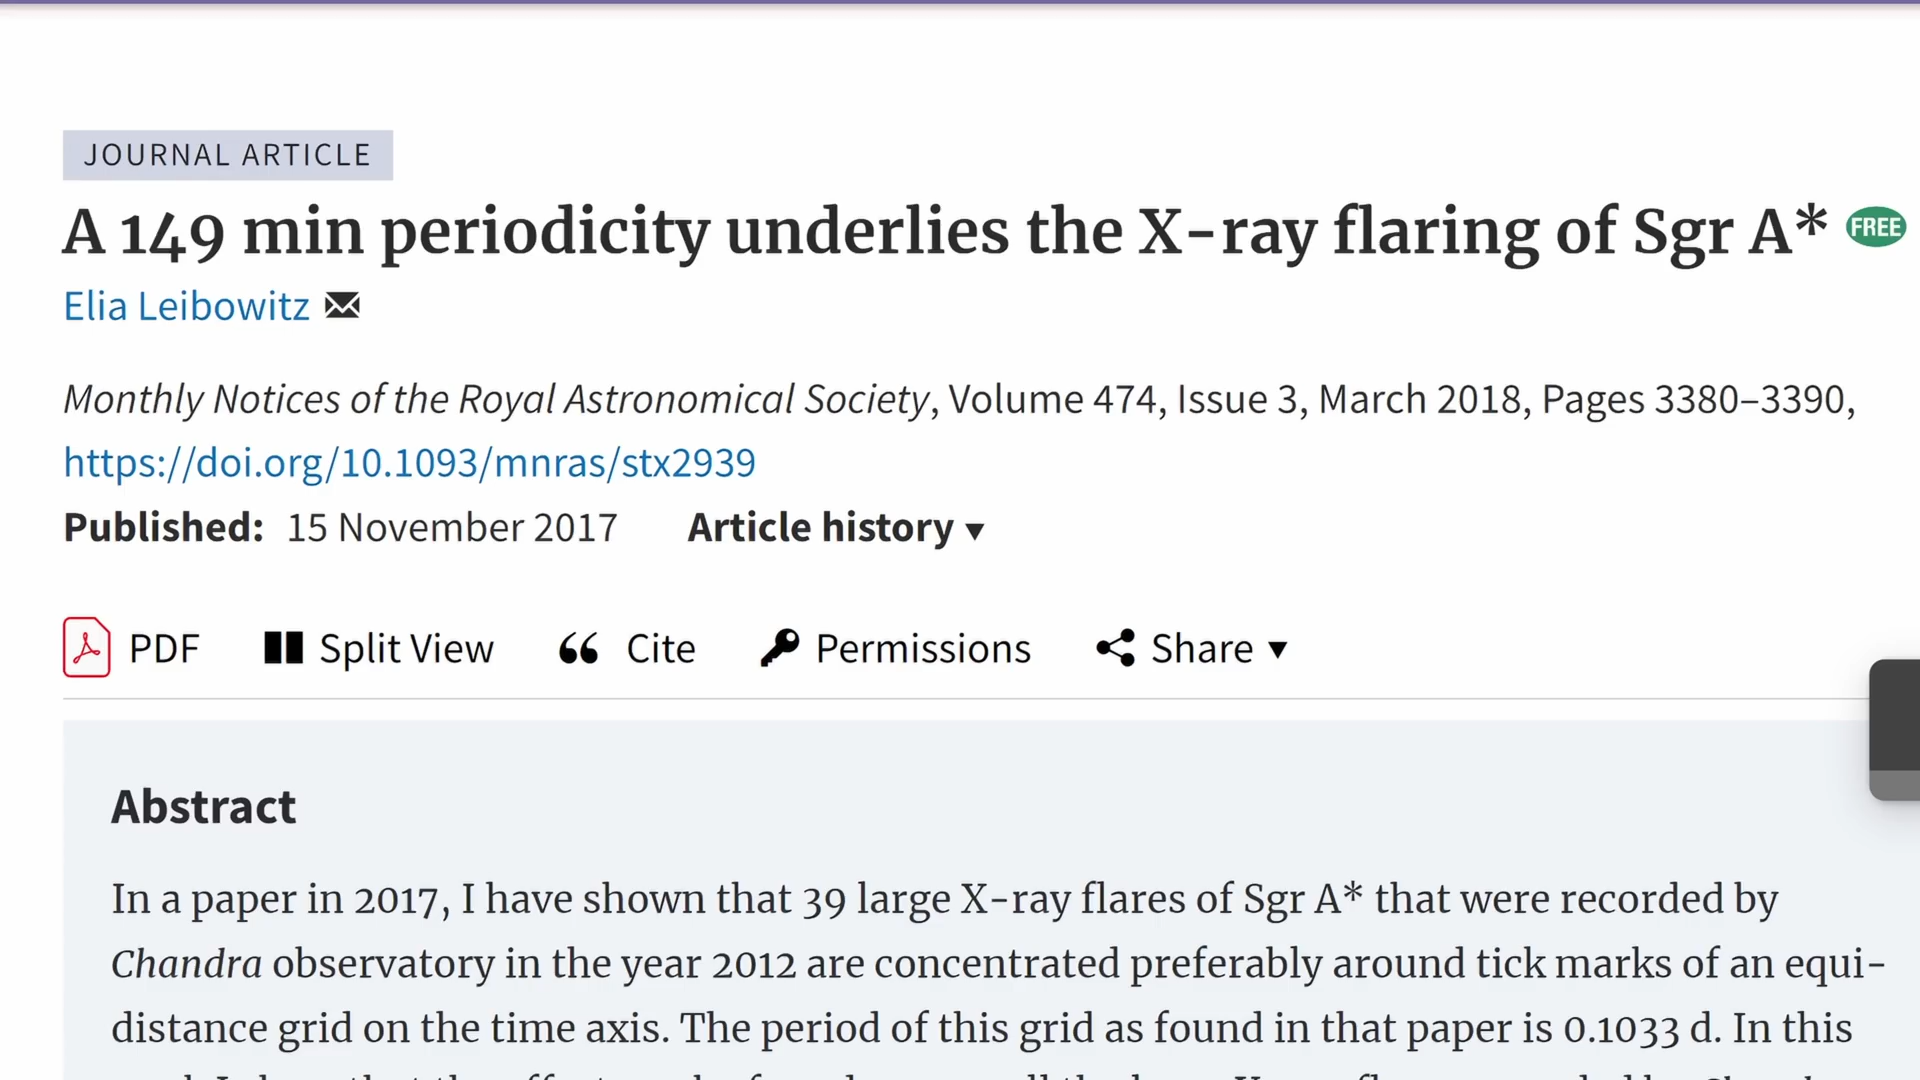 JOURNAL ARTICLE
A 149 min periodicity underlies the X-ray flaring of Sgr A* FREE
Elia Leibowitz
Monthly Notices of the Royal Astronomical Society, Volume 474, Issue 3, March 2018, Pages 3380–3390,
https://doi.org/10.1093/mnras/stx2939
Published: 15 November 2017 Article history
PDF Split View Cite Permissions Share
Abstract
In a paper in 2017, I have shown that 39 large X-ray flares of Sgr A* that were recorded by
Chandra observatory in the year 2012 are concentrated preferably around tick marks of an equi-
distance grid on the time axis. The period of this grid as found in that paper is 0.1033 d. In this